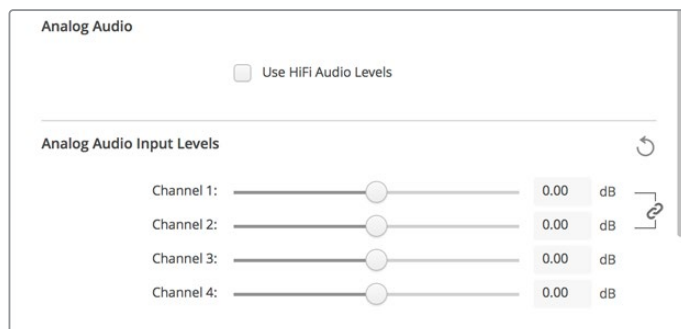 Analog Audio
Use HiFi Audio Levels
Analog Audio Input Levels
Channel 1: 0.00 dB
Channel 2: 0.00 dB
Channel 3: 0.00 dB
Channel 4: 0.00 dB